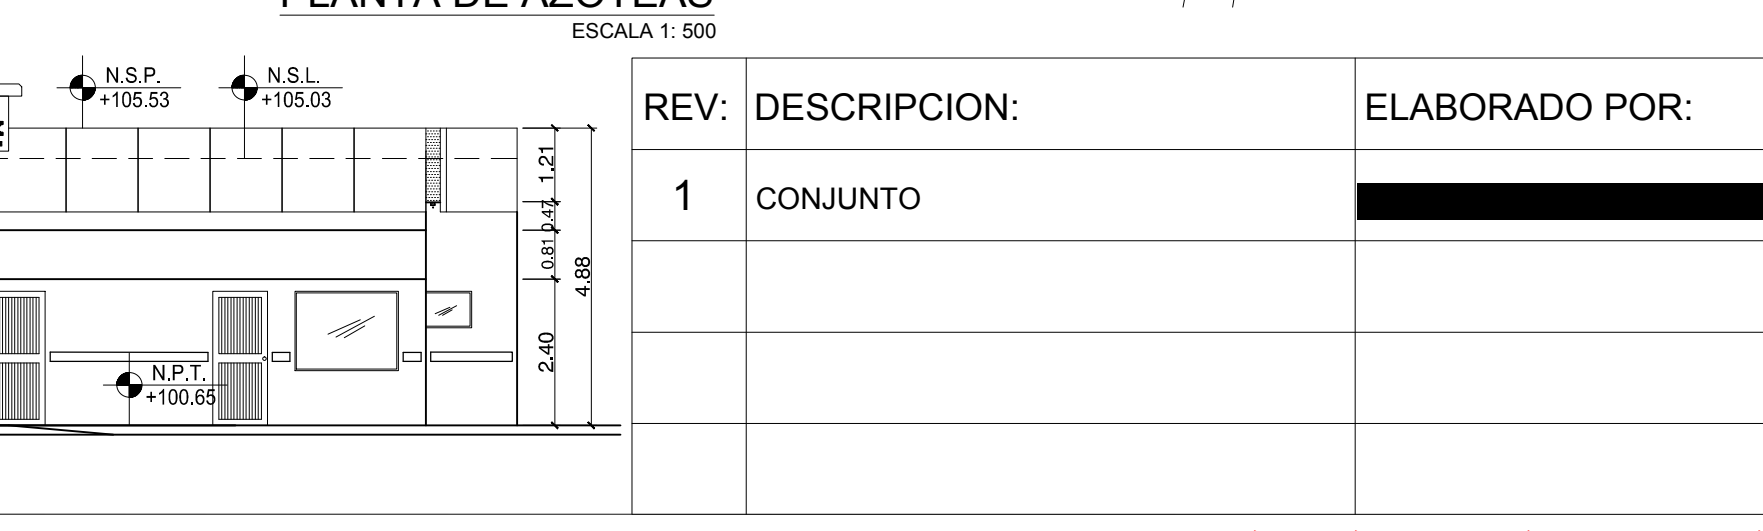 PLANTA DE AZOTEAS
ESCALA 1: 500
N.S.P.
+105.53
N.S.L.
+105.03
1.21
0.47
0.81
4.88
2.40
N.P.T.
+100.65
REV: DESCRIPCION: ELABORADO POR:
1 CONJUNTO